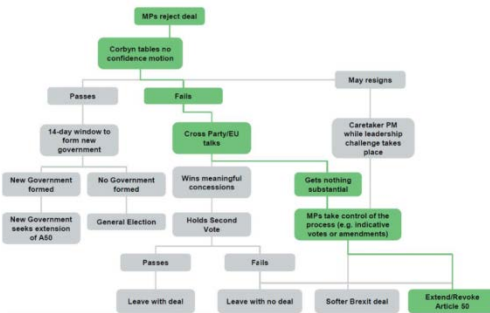 MPs reject deal
Corbyn tables no
confidence motion
Passes
Fails
May resigns
14-day window to
form new
government
Cross Party/EU
talks
Caretaker PM
while leadership
challenge takes
place
New Government
formed
No Government
formed
Wins meaningful
concessions
Gets nothing
substantial
New Government
seeks extension
of A50
General Election
Holds Second
Vote
MPs take control of the
process (e.g. indicative
votes or amendments)
Passes
Fails
Leave with deal
Leave with no deal
Softer Brexit deal
Extend/Revoke
Article 50